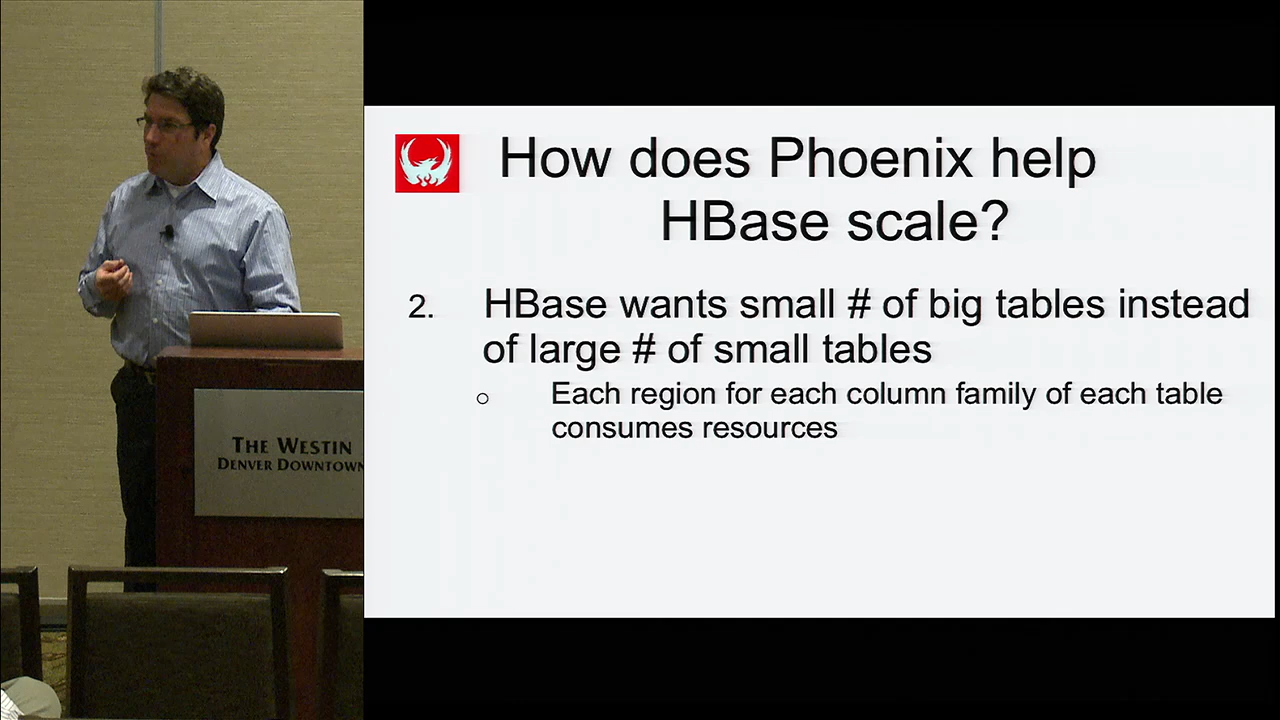 How does Phoenix help
HBase scale?
2. HBase wants small # of big tables instead
of large # of small tables
○ Each region for each column family of each table
consumes resources
THE WESTIN
DENVER DOWNTOWN